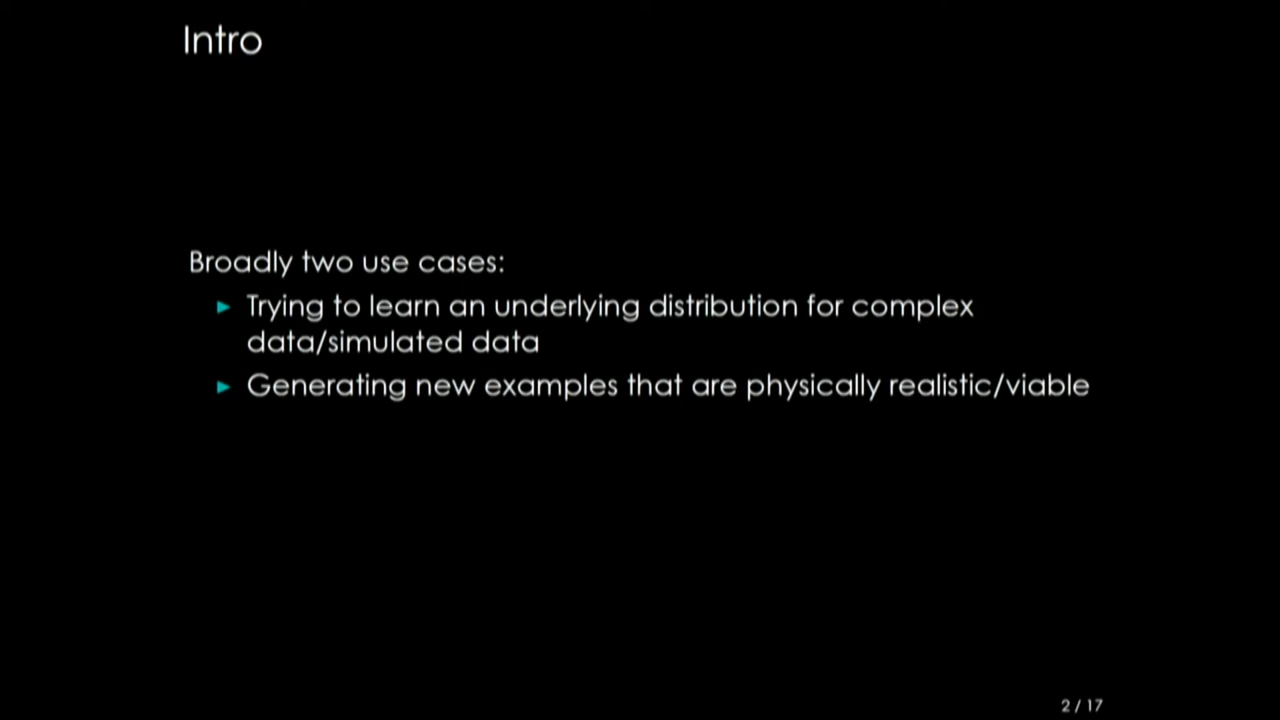 Intro
Broadly two use cases:
► Trying to learn an underlying distribution for complex
data/simulated data
► Generating new examples that are physically realistic/viable
2 / 17